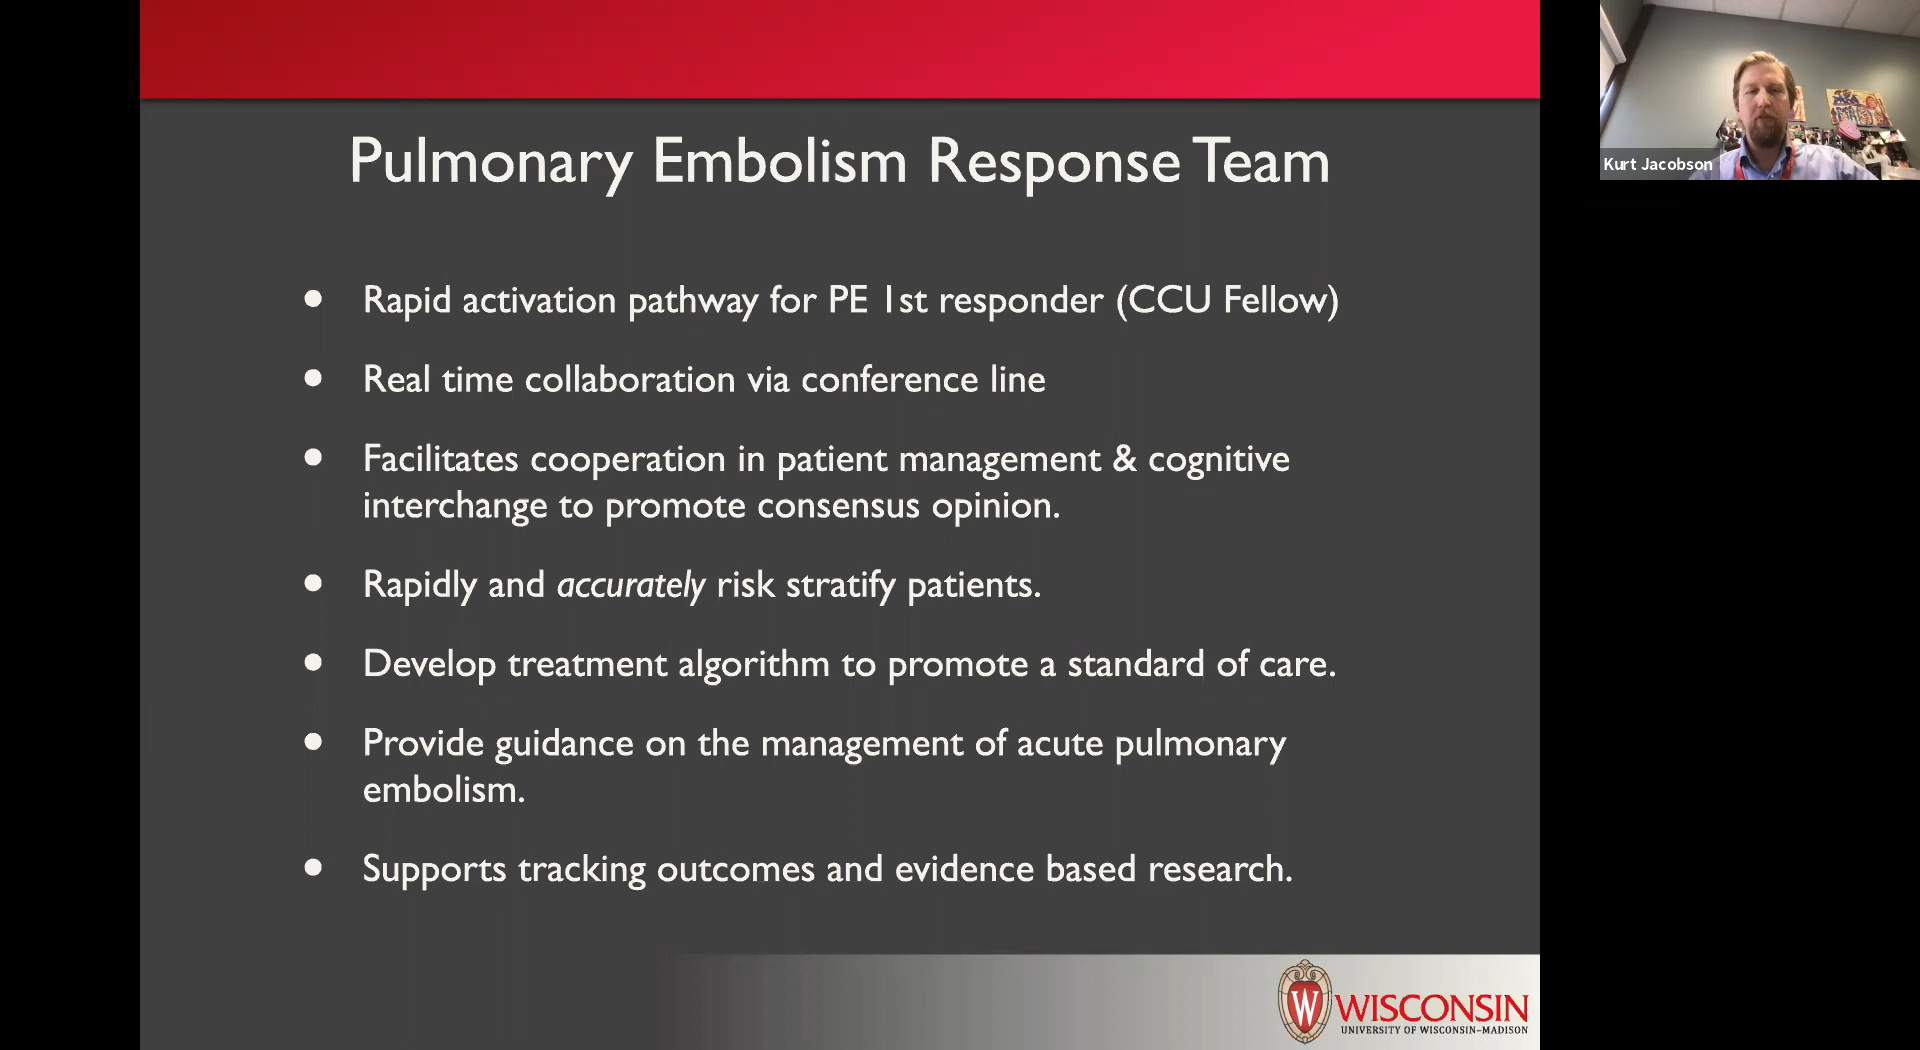 Pulmonary Embolism Response Team
• Rapid activation pathway for PE 1st responder (CCU Fellow)
• Real time collaboration via conference line
• Facilitates cooperation in patient management & cognitive
interchange to promote consensus opinion.
• Rapidly and accurately risk stratify patients.
• Develop treatment algorithm to promote a standard of care.
• Provide guidance on the management of acute pulmonary
embolism.
• Supports tracking outcomes and evidence based research.
W
WISCONSIN
UNIVERSITY OF WISCONSIN–MADISON
Kurt Jacobson